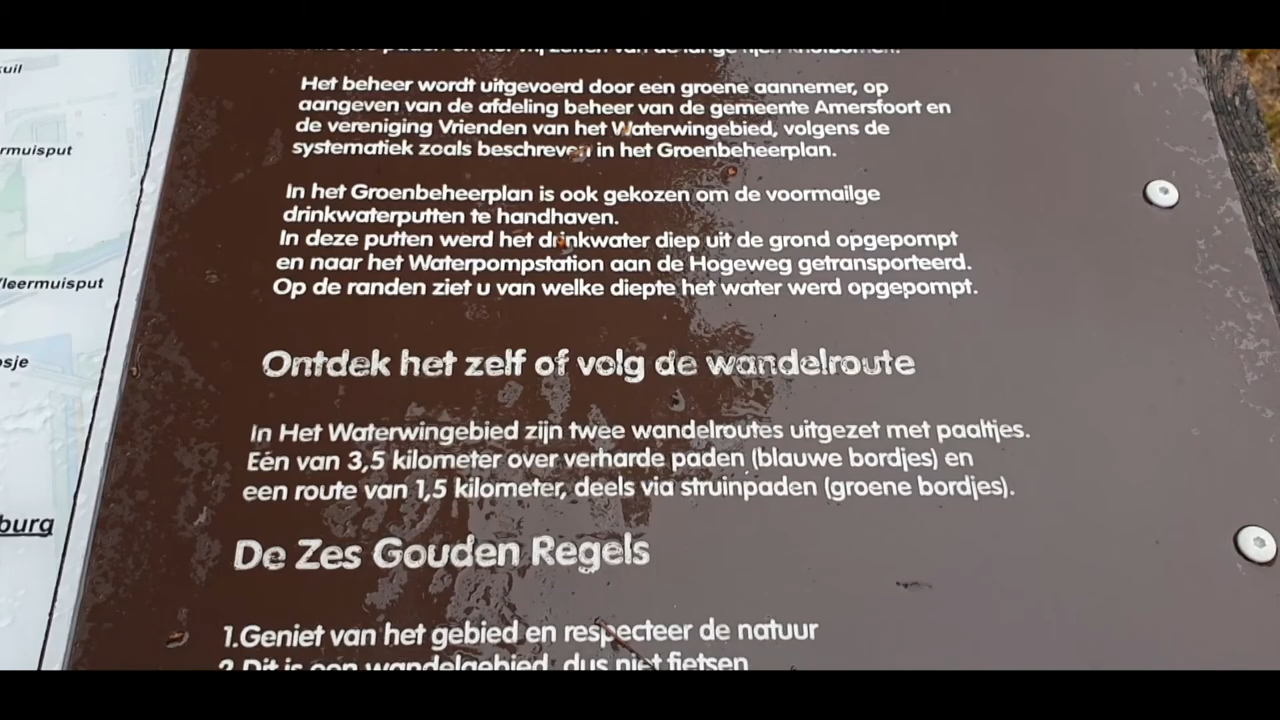 kuil
rmuisput
Vleermuisput
osje
burg
Het beheer wordt uitgevoerd door een groene aannemer, op
aangeven van de afdeling beheer van de gemeente Amersfoort en
de vereniging Vrienden van het Waterwingebied, volgens de
systematiek zoals beschreven in het Groenbeheerplan.
In het Groenbeheerplan is ook gekozen om de voormailge
drinkwaterputten te handhaven.
In deze putten werd het drinkwater diep uit de grond opgepompt
en naar het Waterpompstation aan de Hogeweg getransporteerd.
Op de randen ziet u van welke diepte het water werd opgepompt.
Ontdek het zelf of volg de wandelroute
In Het Waterwingebied zijn twee wandelroutes uitgezet met paaltjes.
Eén van 3,5 kilometer over verharde paden (blauwe bordjes) en
een route van 1,5 kilometer, deels via struinpaden (groene bordjes).
De Zes Gouden Regels
1.Geniet van het gebied en respecteer de natuur
2.Dit is een wandelgebied, dus niet fietsen